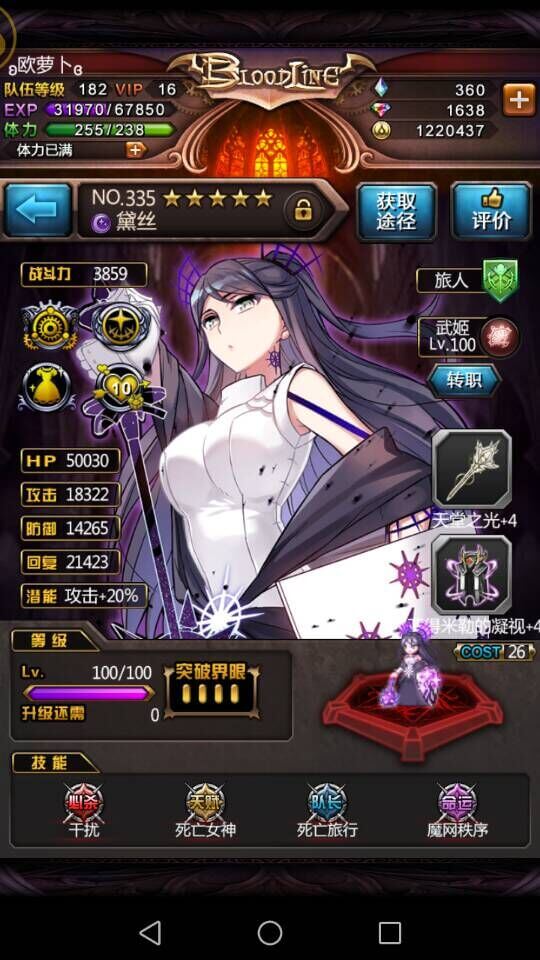 ʚ欧萝卜ɞ
BLOODLINE
队伍等级 182 VIP 16
360
EXP 31970/67850
1638
体力 255/238
1220437
体力已满
NO.335 ★★★★★
黛丝
获取
途径
评价
战斗力 3859
旅人
武姬
Lv.100
转职
10
HP 50030
攻击 18322
防御 14265
回复 21423
潜能 攻击+20%
天堂之光+4
得米勒的凝视+4
COST 26
等级
Lv. 100/100
升级还需 0
突破界限
技能
必杀
干扰
天赋
死亡女神
队长
死亡旅行
命运
魔网秩序